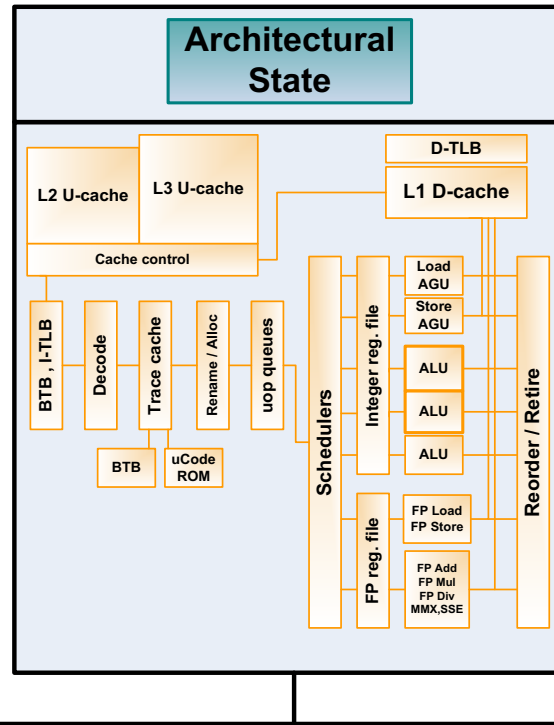 Architectural
State
D-TLB
L2 U-cache
L3 U-cache
L1 D-cache
Cache control
BTB , I-TLB
Decode
Trace cache
Rename / Alloc
uop queues
BTB
uCode
ROM
Schedulers
Integer reg. file
FP reg. file
Load
AGU
Store
AGU
ALU
ALU
ALU
FP Load
FP Store
FP Add
FP Mul
FP Div
MMX,SSE
Reorder / Retire